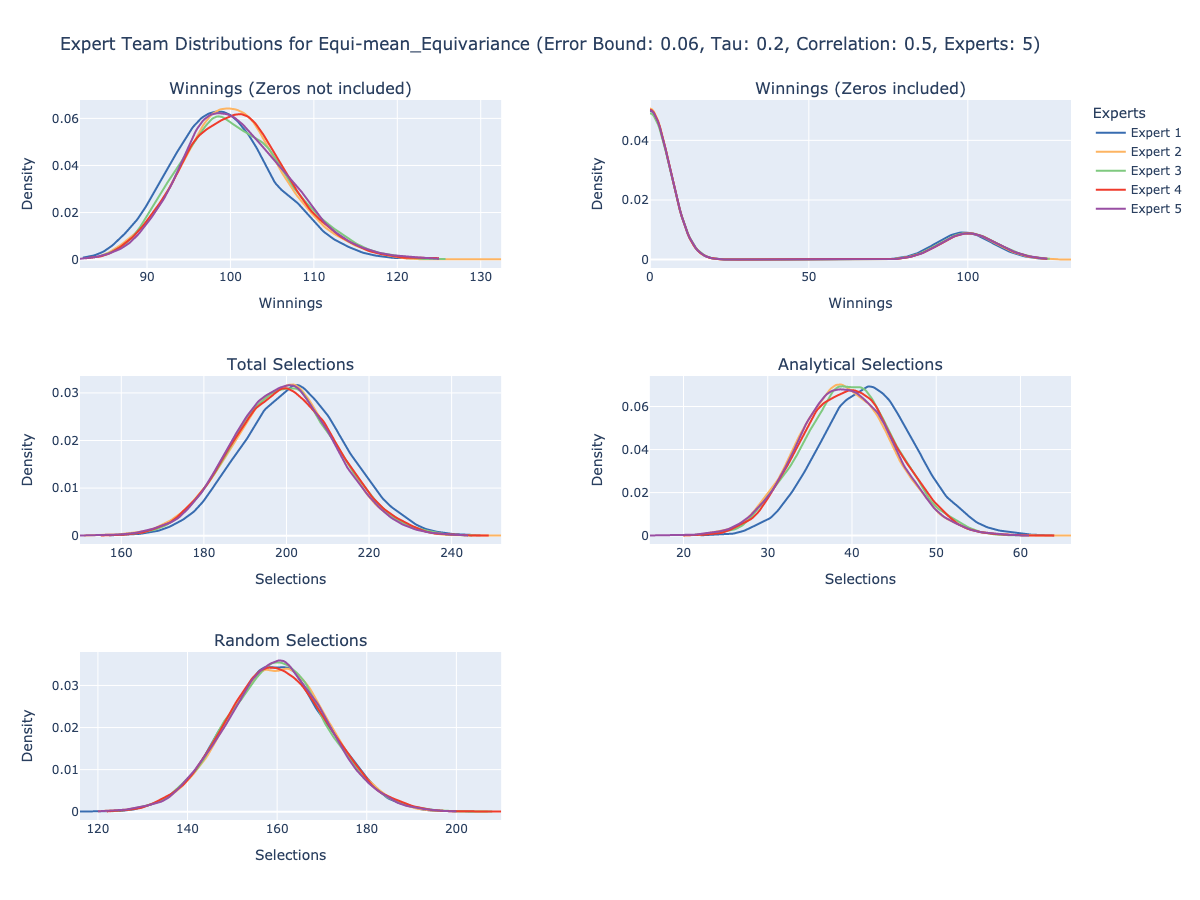 Expert Team Distributions for Equi-mean_Equivariance (Error Bound: 0.06, Tau: 0.2, Correlation: 0.5, Experts: 5)
Winnings (Zeros not included)
Density
0.06
0.04
0.02
0
90 100 110 120 130
Winnings
Winnings (Zeros included)
Density
0.04
0.02
0
0 50 100
Winnings
Experts
Expert 1
Expert 2
Expert 3
Expert 4
Expert 5
Total Selections
Density
0.03
0.02
0.01
0
160 180 200 220 240
Selections
Analytical Selections
Density
0.06
0.04
0.02
0
20 30 40 50 60
Selections
Random Selections
Density
0.03
0.02
0.01
0
120 140 160 180 200
Selections